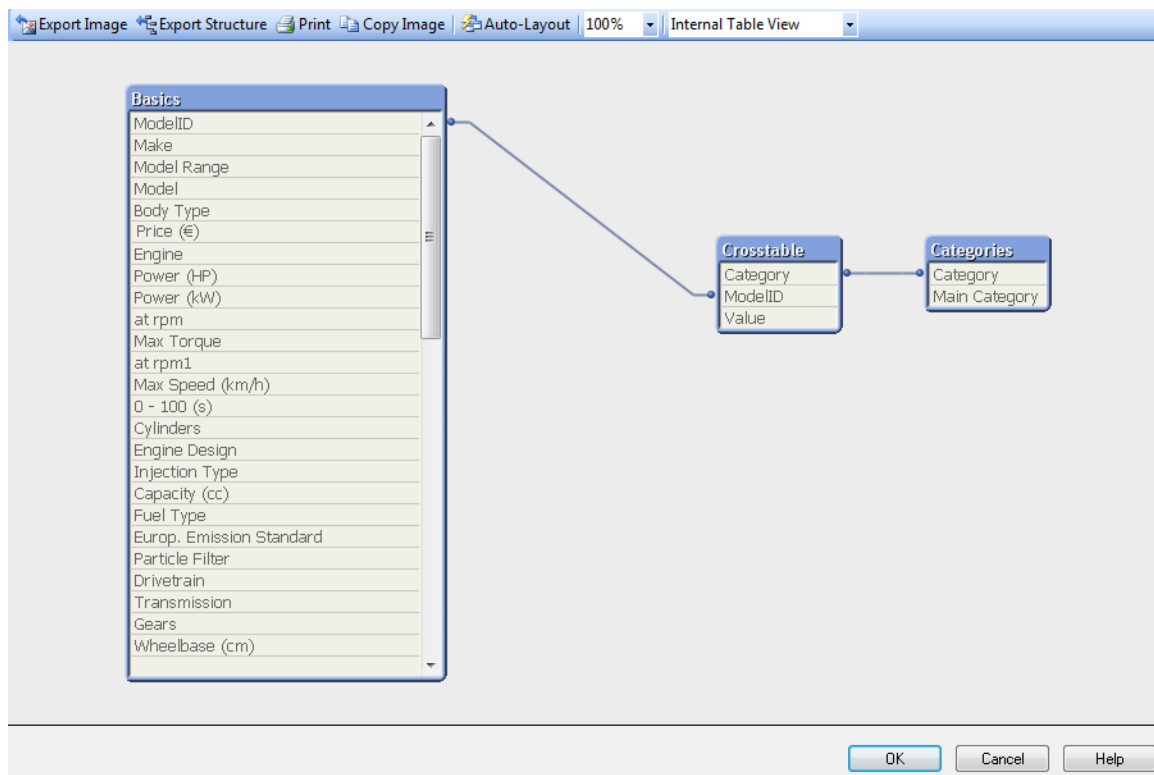 Export Image Export Structure Print Copy Image Auto-Layout 100% Internal Table View
Basics
ModelID
Make
Model Range
Model
Body Type
Price (€)
Engine
Power (HP)
Power (kW)
at rpm
Max Torque
at rpm1
Max Speed (km/h)
0 - 100 (s)
Cylinders
Engine Design
Injection Type
Capacity (cc)
Fuel Type
Europ. Emission Standard
Particle Filter
Drivetrain
Transmission
Gears
Wheelbase (cm)
Crosstable
Category
ModelID
Value
Categories
Category
Main Category
OK Cancel Help